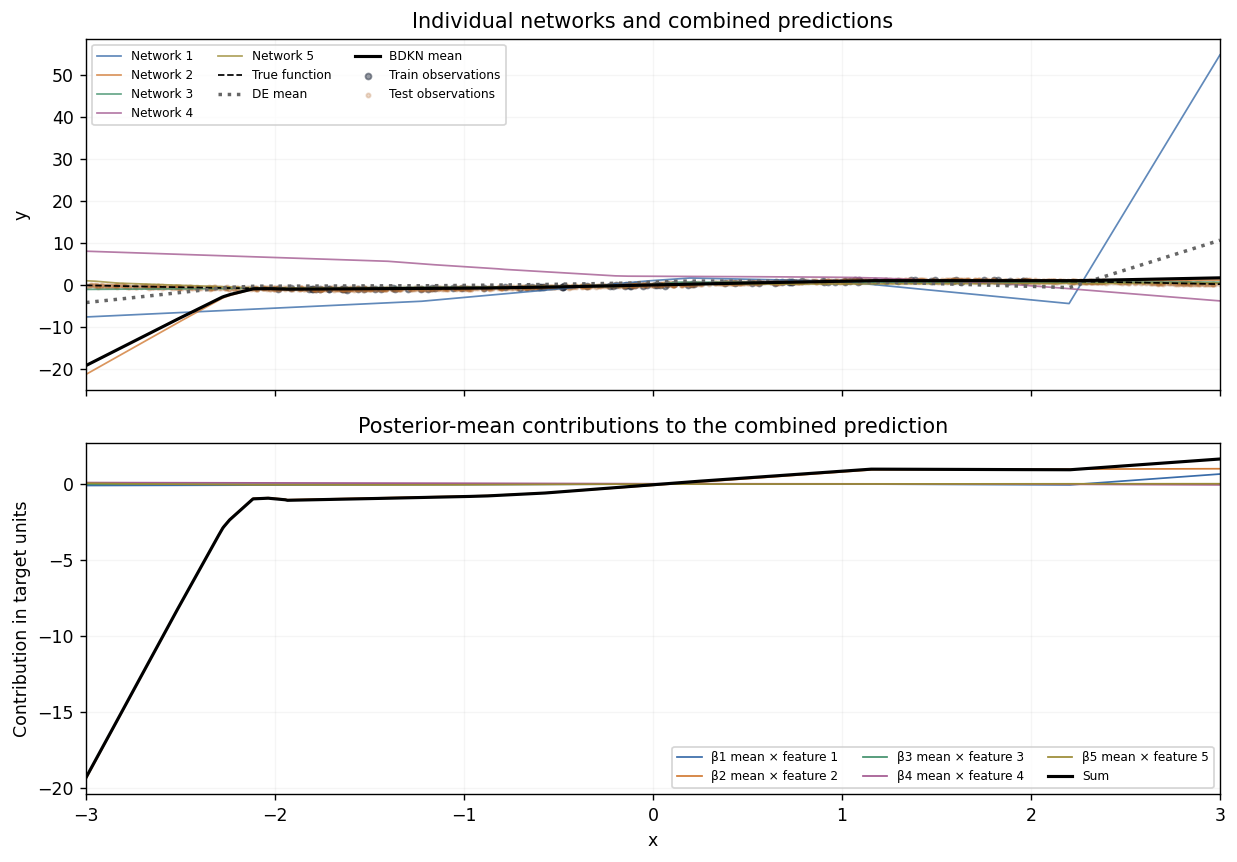 Individual networks and combined predictions
Network 1
Network 2
Network 3
Network 4
Network 5
True function
DE mean
BDKN mean
Train observations
Test observations
50
40
30
20
10
0
−10
−20
y
Posterior-mean contributions to the combined prediction
0
−5
−10
−15
−20
Contribution in target units
β1 mean × feature 1
β2 mean × feature 2
β3 mean × feature 3
β4 mean × feature 4
β5 mean × feature 5
Sum
−3 −2 −1 0 1 2 3
x